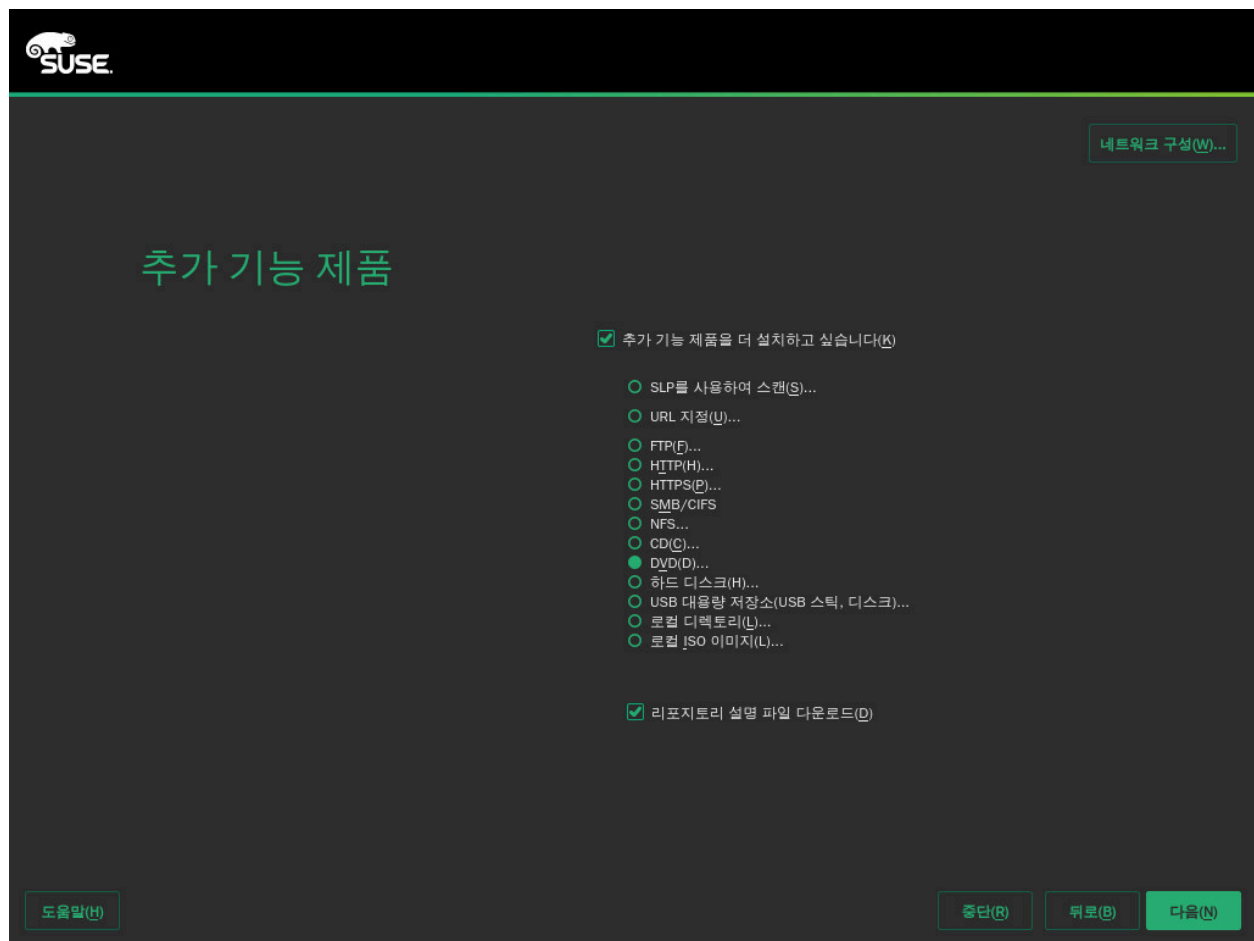 SUSE.
네트워크 구성(W)...
추가 기능 제품
추가 기능 제품을 더 설치하고 싶습니다(K)
SLP를 사용하여 스캔(S)...
URL 지정(U)...
FTP(F)...
HTTP(H)...
HTTPS(P)...
SMB/CIFS
NFS...
CD(C)...
DVD(D)...
하드 디스크(H)...
USB 대용량 저장소(USB 스틱, 디스크)...
로컬 디렉토리(L)...
로컬 ISO 이미지(L)...
리포지토리 설명 파일 다운로드(D)
도움말(H)
중단(R)
뒤로(B)
다음(N)